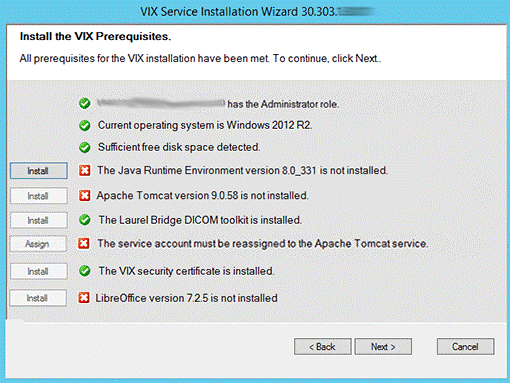 VIX Service Installation Wizard 30.303.
Install the VIX Prerequisites.
All prerequisites for the VIX installation have been met. To continue, click Next..
has the Administrator role.
Current operating system is Windows 2012 R2.
Sufficient free disk space detected.
Install The Java Runtime Environment version 8.0_331 is not installed.
Install Apache Tomcat version 9.0.58 is not installed.
Install The Laurel Bridge DICOM toolkit is installed.
Assign The service account must be reassigned to the Apache Tomcat service.
Install The VIX security certificate is installed.
Install LibreOffice version 7.2.5 is not installed
< Back Next > Cancel